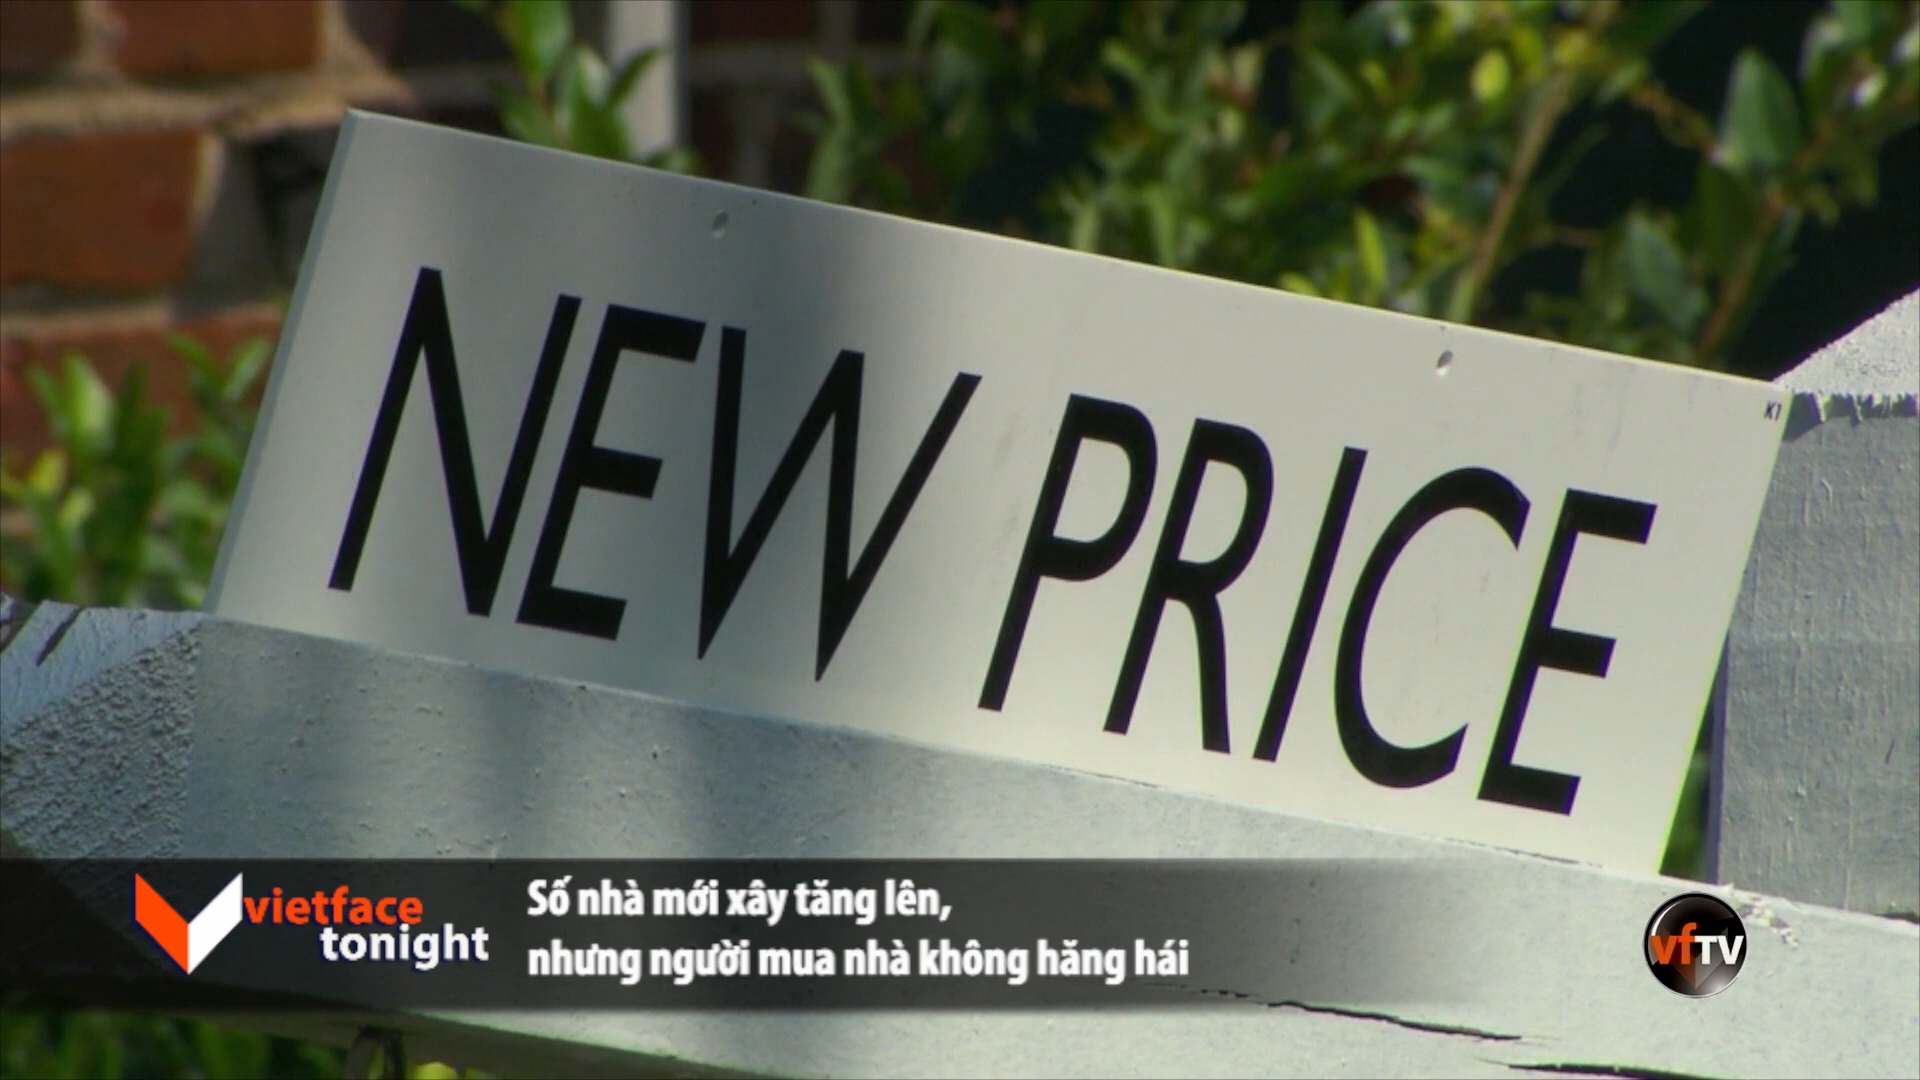 NEW PRICE
K1
vietface
tonight
Số nhà mới xây tăng lên,
nhưng người mua nhà không hăng hái
vfTV